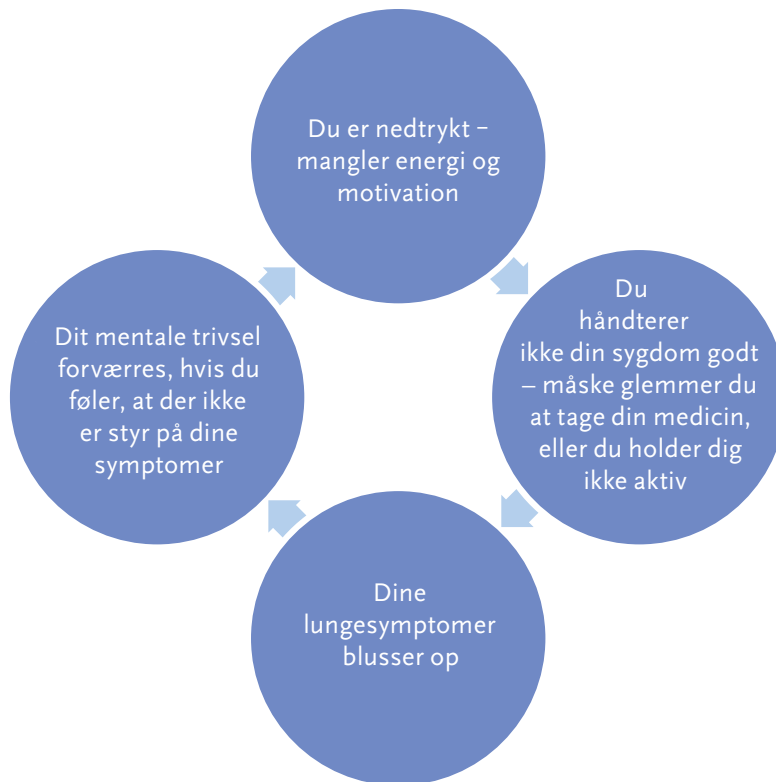 Du er nedtrykt –
mangler energi og
motivation
Du
håndterer
ikke din sygdom godt
– måske glemmer du
at tage din medicin,
eller du holder dig
ikke aktiv
Dine
lungesymptomer
blusser op
Dit mentale trivsel
forværres, hvis du
føler, at der ikke
er styr på dine
symptomer